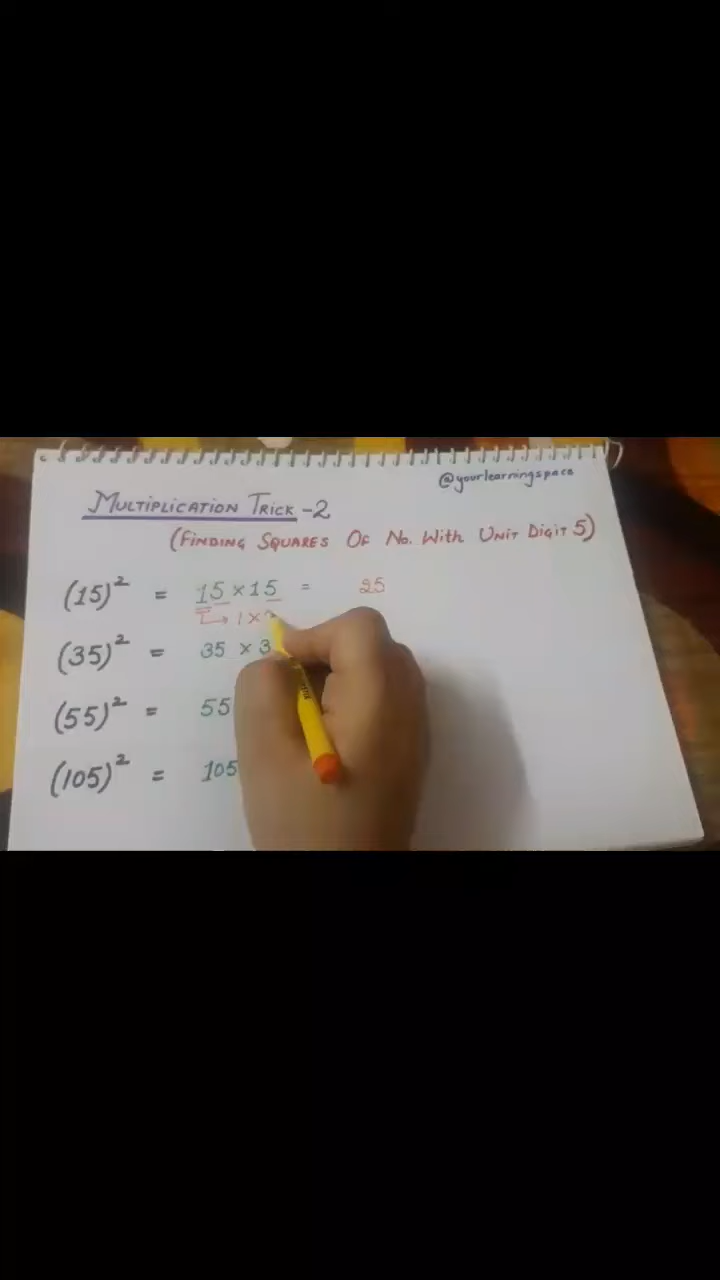 @yourlearningspace
MULTIPLICATION TRICK -2
(FINDING SQUARES OF NO. WITH UNIT DIGIT 5)
(15)² = 15 × 15 = 25
1 ×
(35)² = 35 × 3
(55)² = 55
(105)² = 105